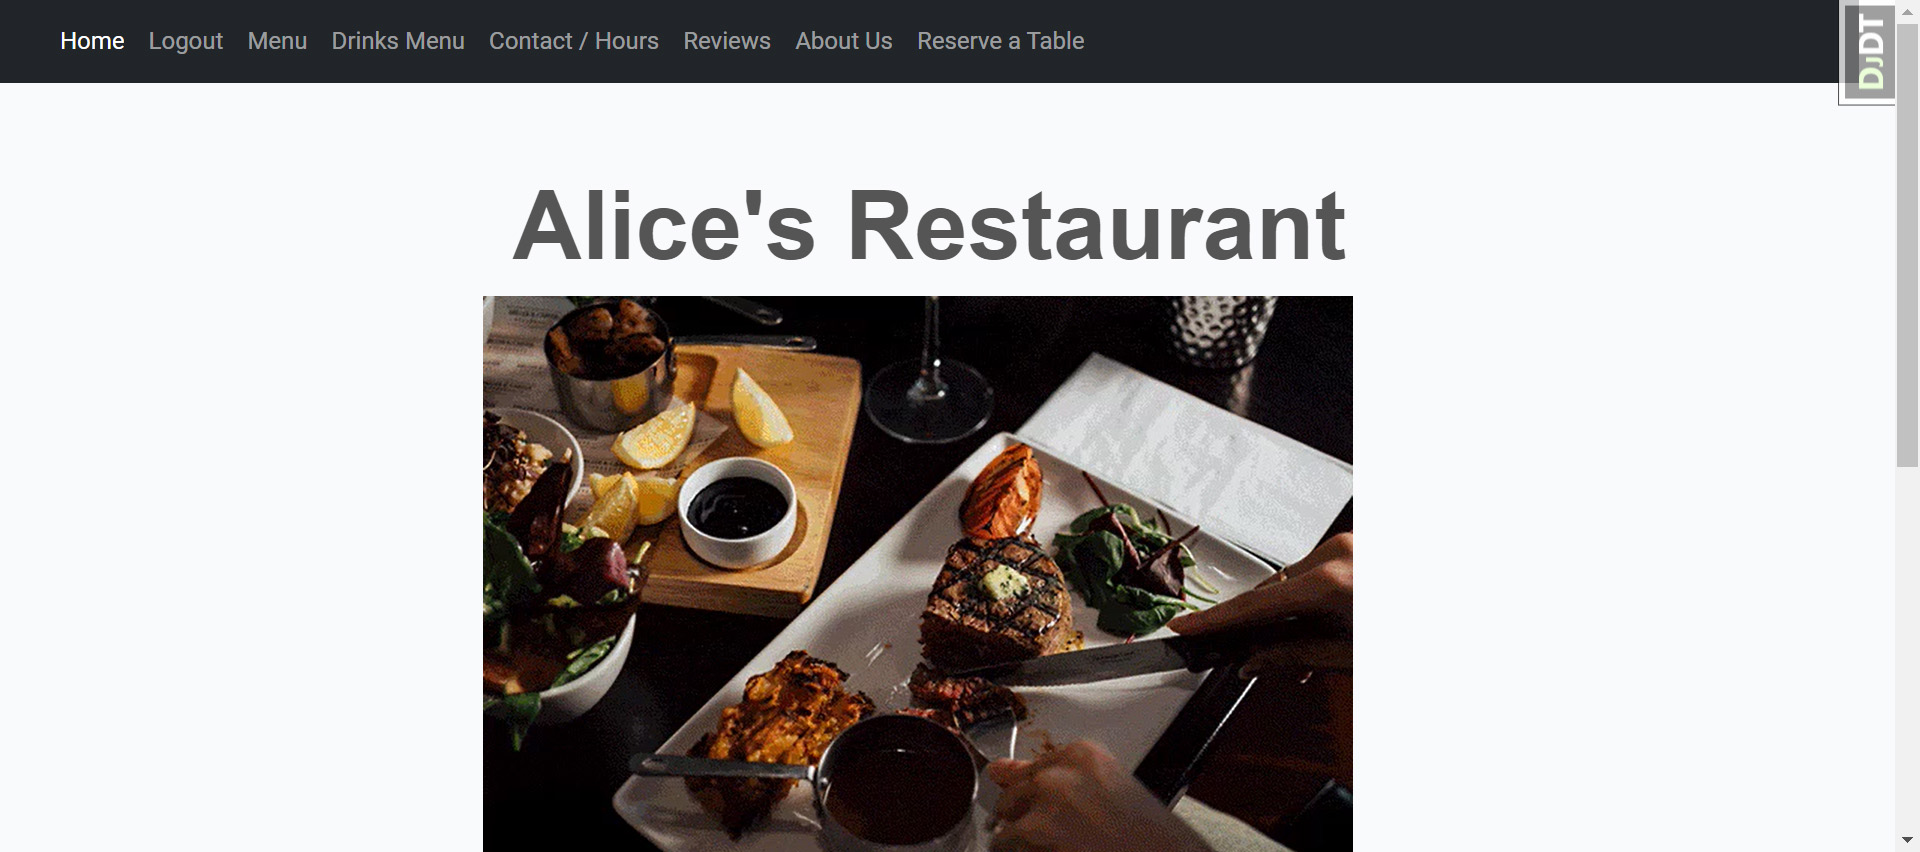 Home Logout Menu Drinks Menu Contact / Hours Reviews About Us Reserve a Table
DjDT
Alice's Restaurant